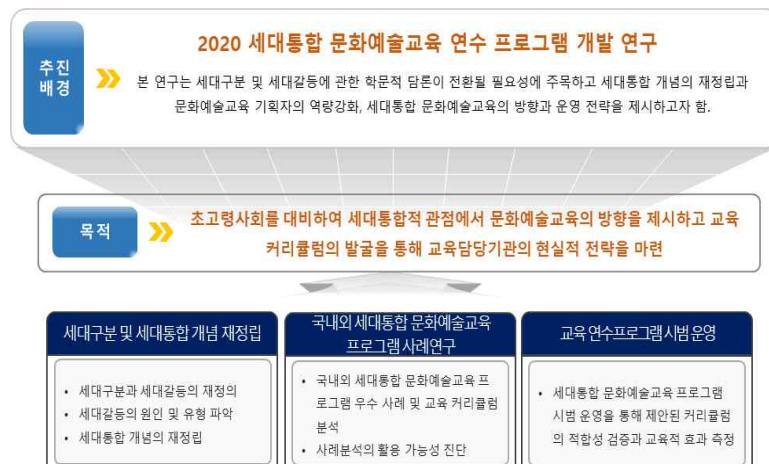 2020 세대통합 문화예술교육 연수 프로그램 개발 연구
추진
배경
본 연구는 세대구분 및 세대갈등에 관한 학문적 담론이 전환될 필요성에 주목하고 세대통합 개념의 재정립과
문화예술교육 기획자의 역량강화, 세대통합 문화예술교육의 방향과 운영 전략을 제시하고자 함.
목적
초고령사회를 대비하여 세대통합적 관점에서 문화예술교육의 방향을 제시하고 교육
커리큘럼의 발굴을 통해 교육담당기관의 현실적 전략을 마련
세대구분 및 세대통합 개념 재정립
• 세대구분과 세대갈등의 재정의
• 세대갈등의 원인 및 유형 파악
• 세대통합 개념의 재정립
국내외 세대통합 문화예술교육
프로그램 사례연구
• 국내외 세대통합 문화예술교육 프
로그램 우수 사례 및 교육 커리큘럼
분석
• 사례분석의 활용 가능성 진단
교육 연수프로그램 시범 운영
• 세대통합 문화예술교육 프로그램
시범 운영을 통해 제안된 커리큘럼
의 적합성 검증과 교육적 효과 측정